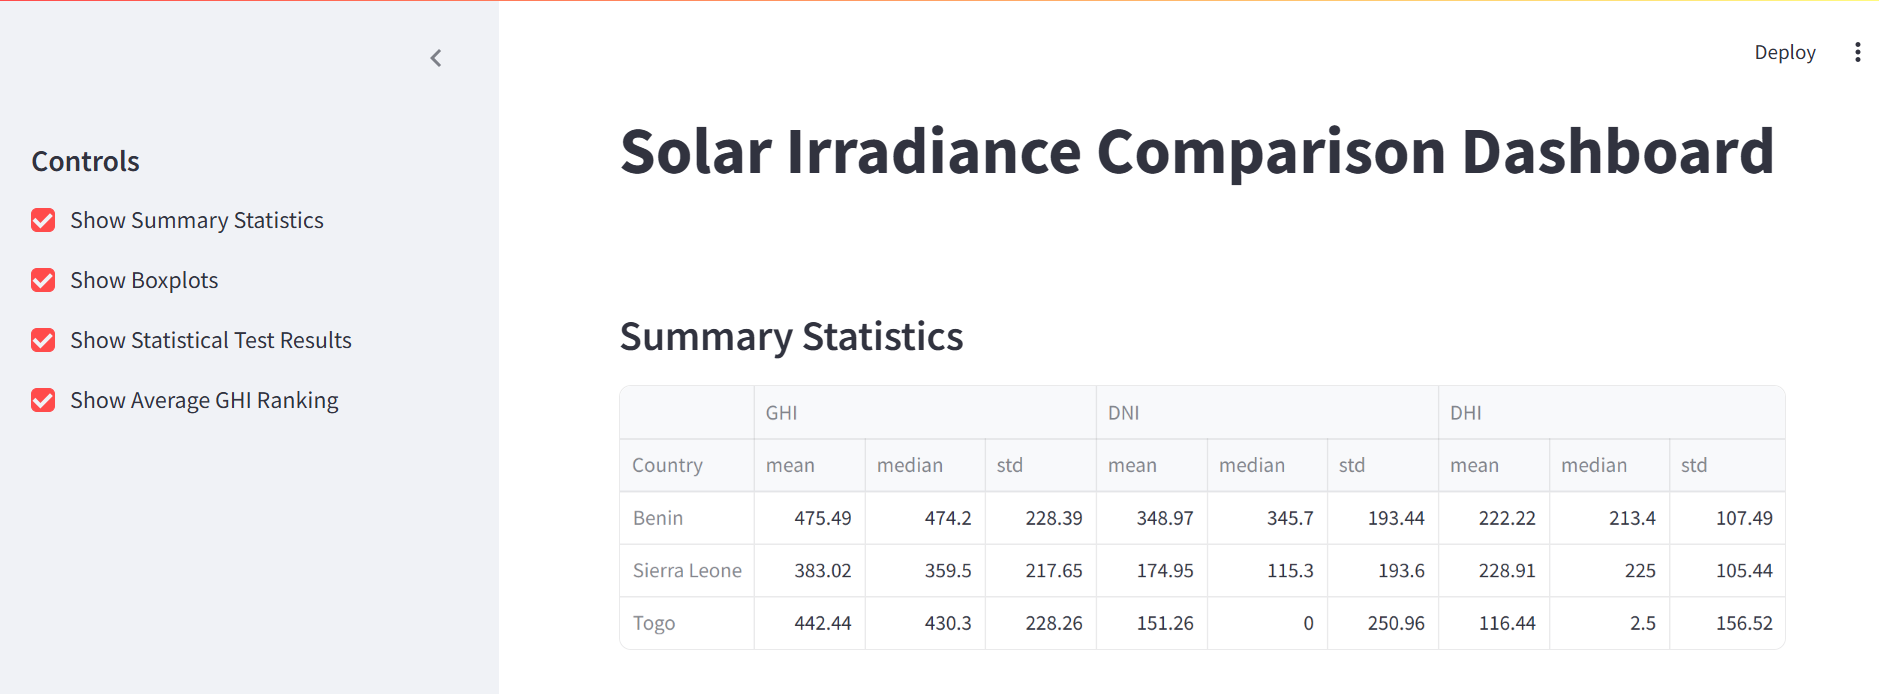 Deploy
Controls
Show Summary Statistics
Show Boxplots
Show Statistical Test Results
Show Average GHI Ranking
Solar Irradiance Comparison Dashboard
Summary Statistics
GHI DNI DHI
Country mean median std mean median std mean median std
Benin 475.49 474.2 228.39 348.97 345.7 193.44 222.22 213.4 107.49
Sierra Leone 383.02 359.5 217.65 174.95 115.3 193.6 228.91 225 105.44
Togo 442.44 430.3 228.26 151.26 0 250.96 116.44 2.5 156.52